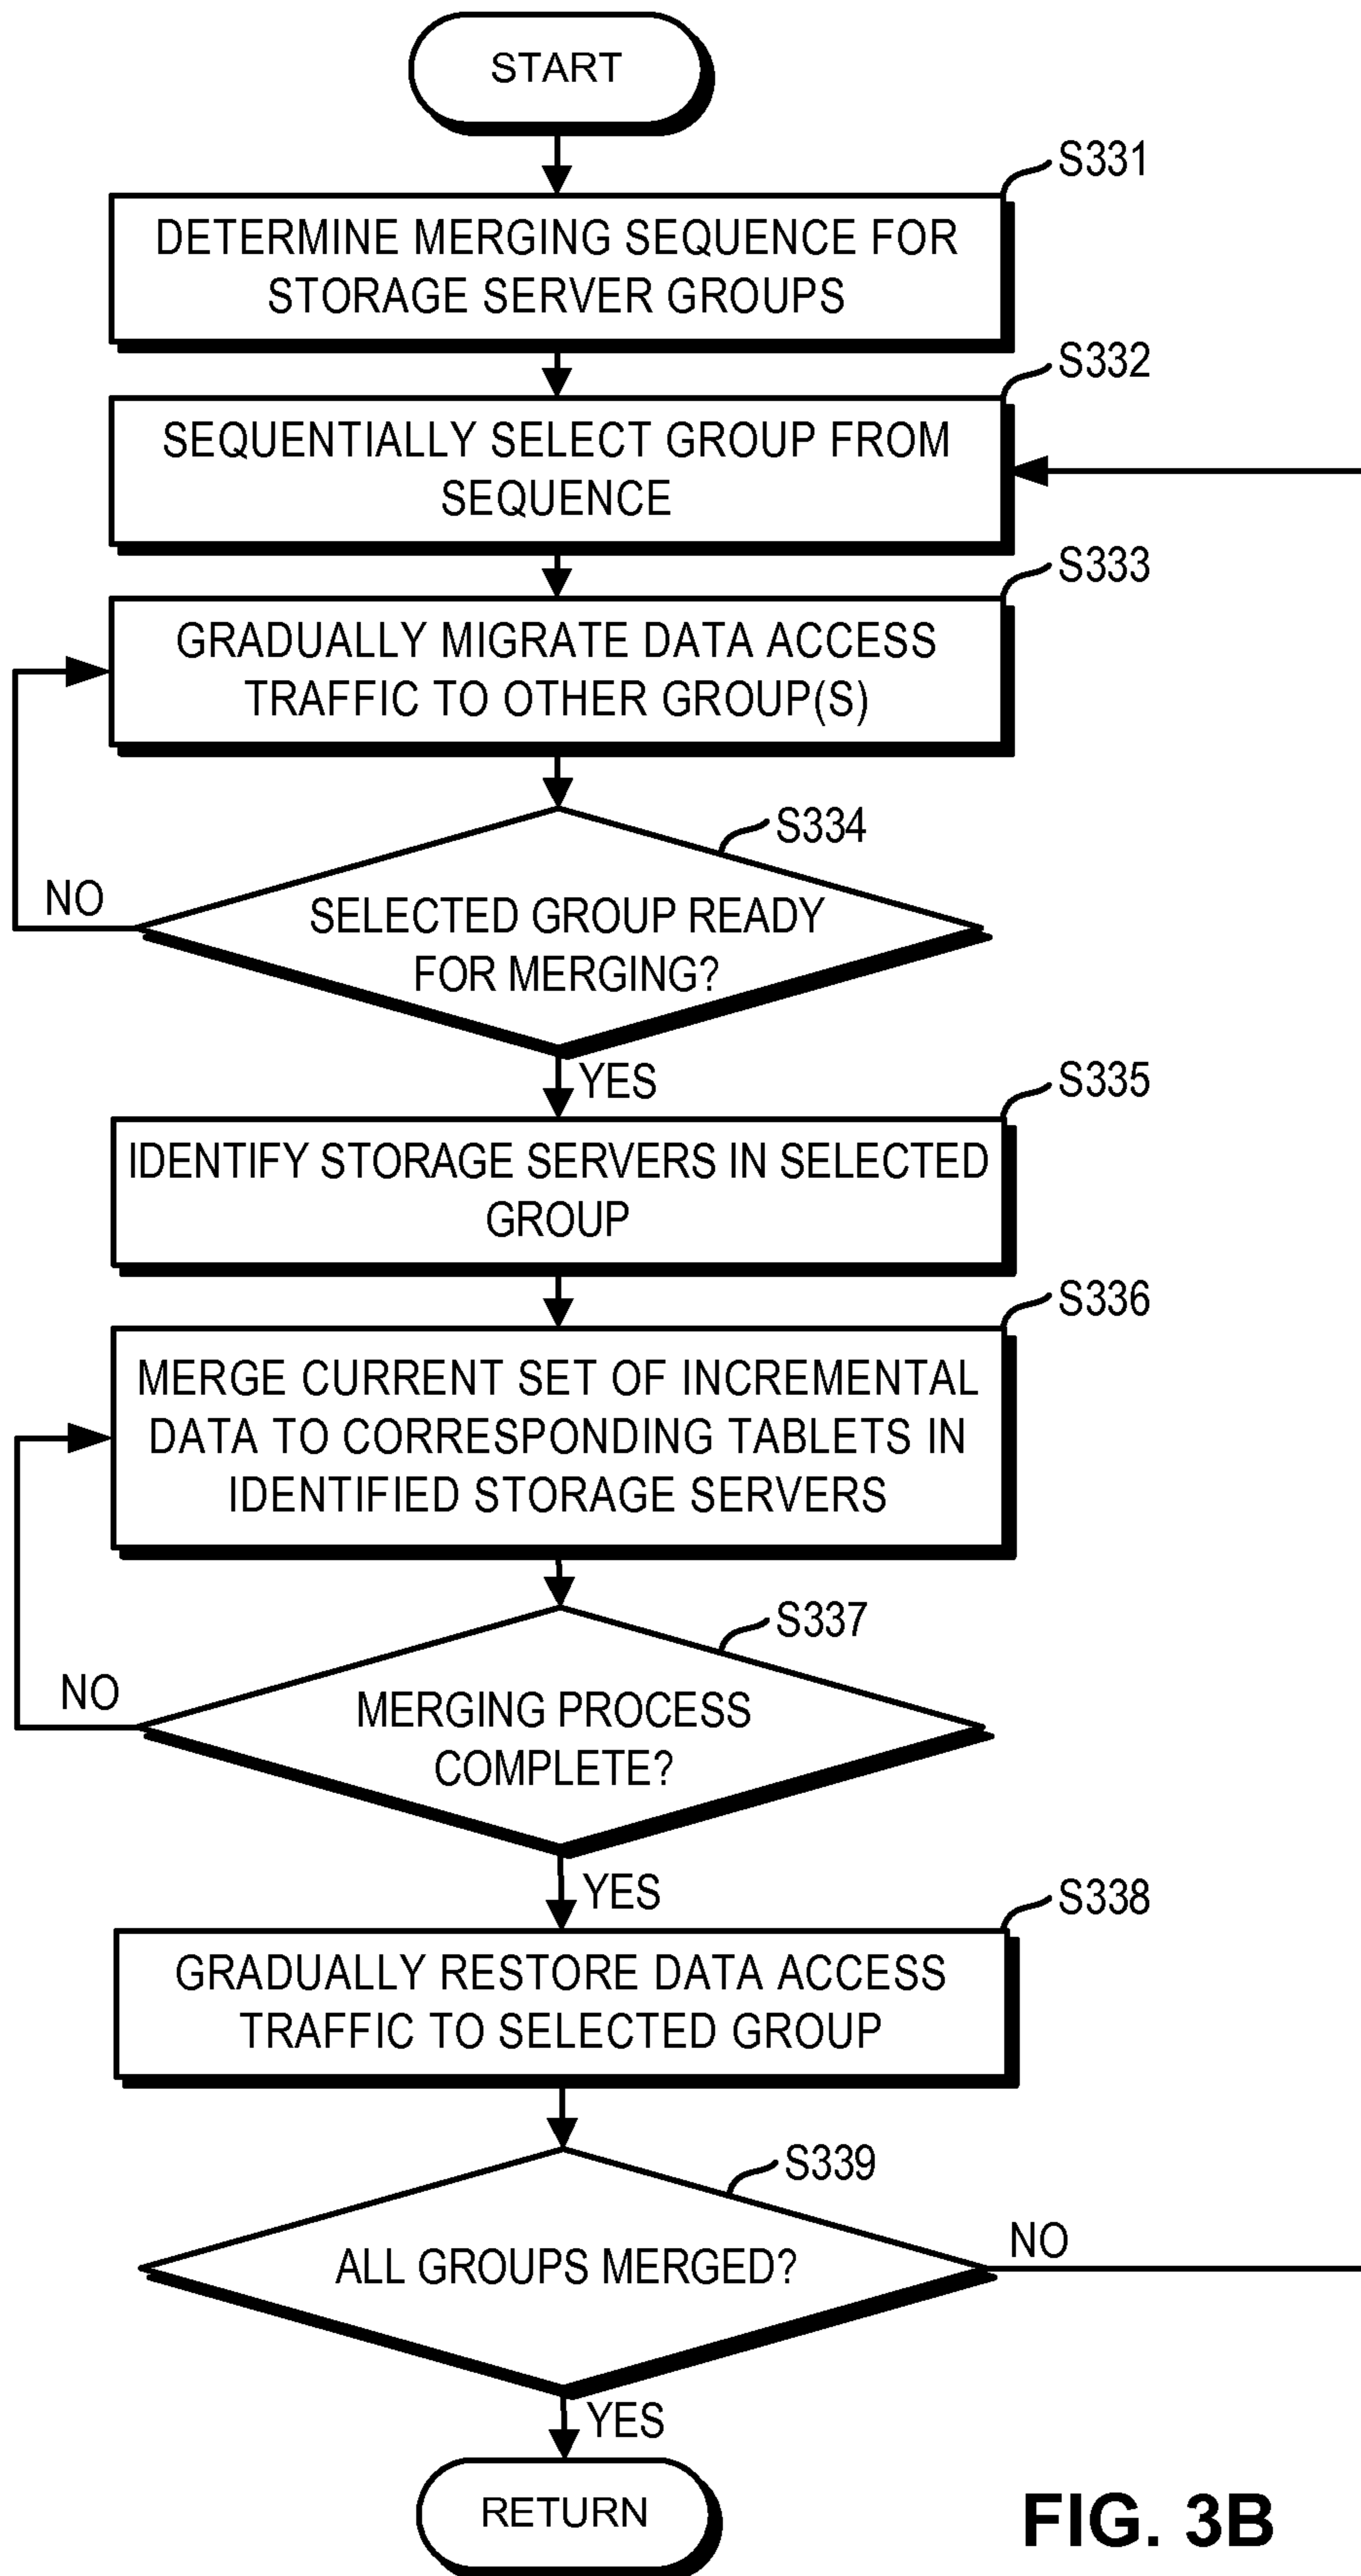 START
S331
DETERMINE MERGING SEQUENCE FOR
STORAGE SERVER GROUPS
S332
SEQUENTIALLY SELECT GROUP FROM
SEQUENCE
S333
GRADUALLY MIGRATE DATA ACCESS
TRAFFIC TO OTHER GROUP(S)
S334
NO
SELECTED GROUP READY
FOR MERGING?
YES
S335
IDENTIFY STORAGE SERVERS IN SELECTED
GROUP
S336
MERGE CURRENT SET OF INCREMENTAL
DATA TO CORRESPONDING TABLETS IN
IDENTIFIED STORAGE SERVERS
S337
NO
MERGING PROCESS
COMPLETE?
YES
S338
GRADUALLY RESTORE DATA ACCESS
TRAFFIC TO SELECTED GROUP
S339
NO
ALL GROUPS MERGED?
YES
RETURN
FIG. 3B